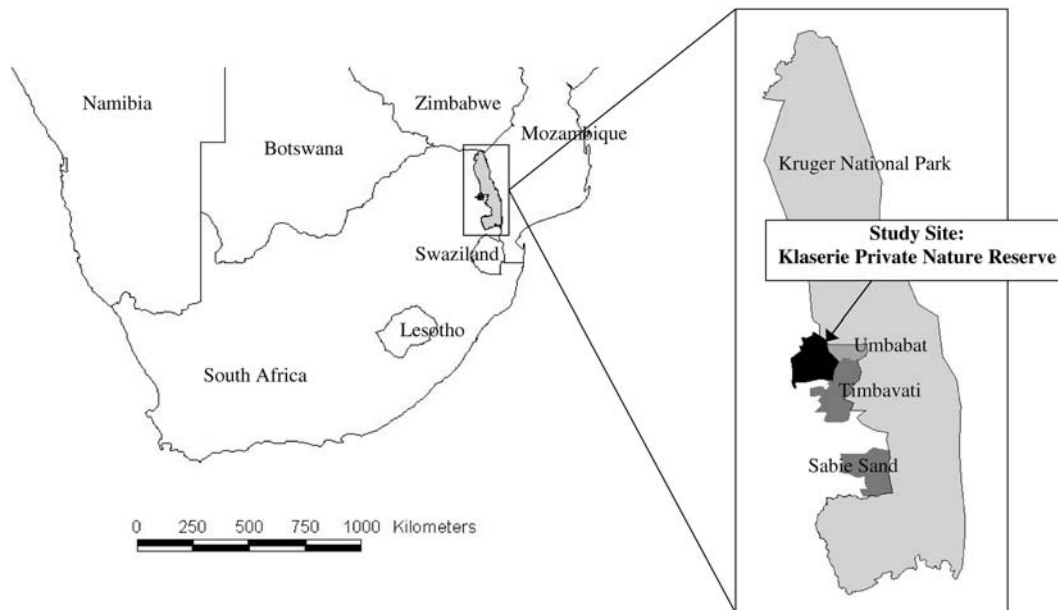 Namibia
Zimbabwe
Botswana
Mozambique
Swaziland
Lesotho
South Africa
0 250 500 750 1000 Kilometers
Kruger National Park
Study Site:
Klaserie Private Nature Reserve
Umbabat
Timbavati
Sabie Sand